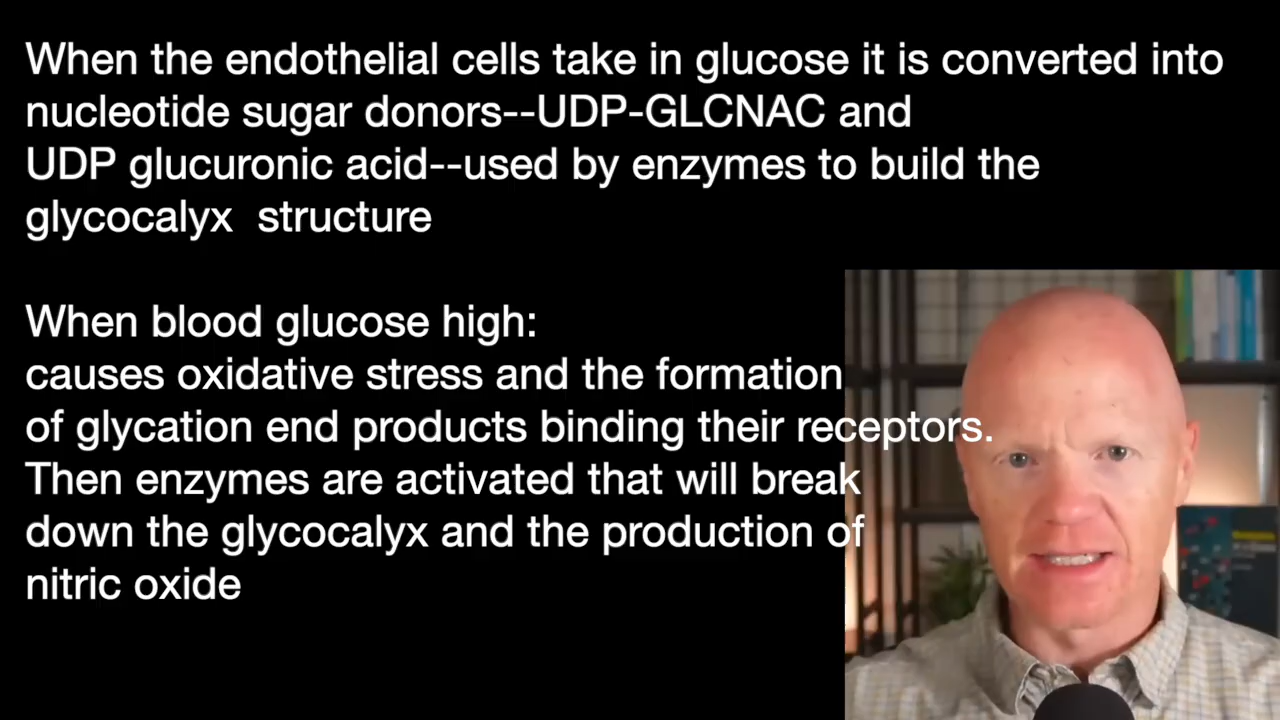 When the endothelial cells take in glucose it is converted into
nucleotide sugar donors--UDP-GLCNAC and
UDP glucuronic acid--used by enzymes to build the
glycocalyx  structure
When blood glucose high:
causes oxidative stress and the formation
of glycation end products binding their receptors.
Then enzymes are activated that will break
down the glycocalyx and the production of
nitric oxide